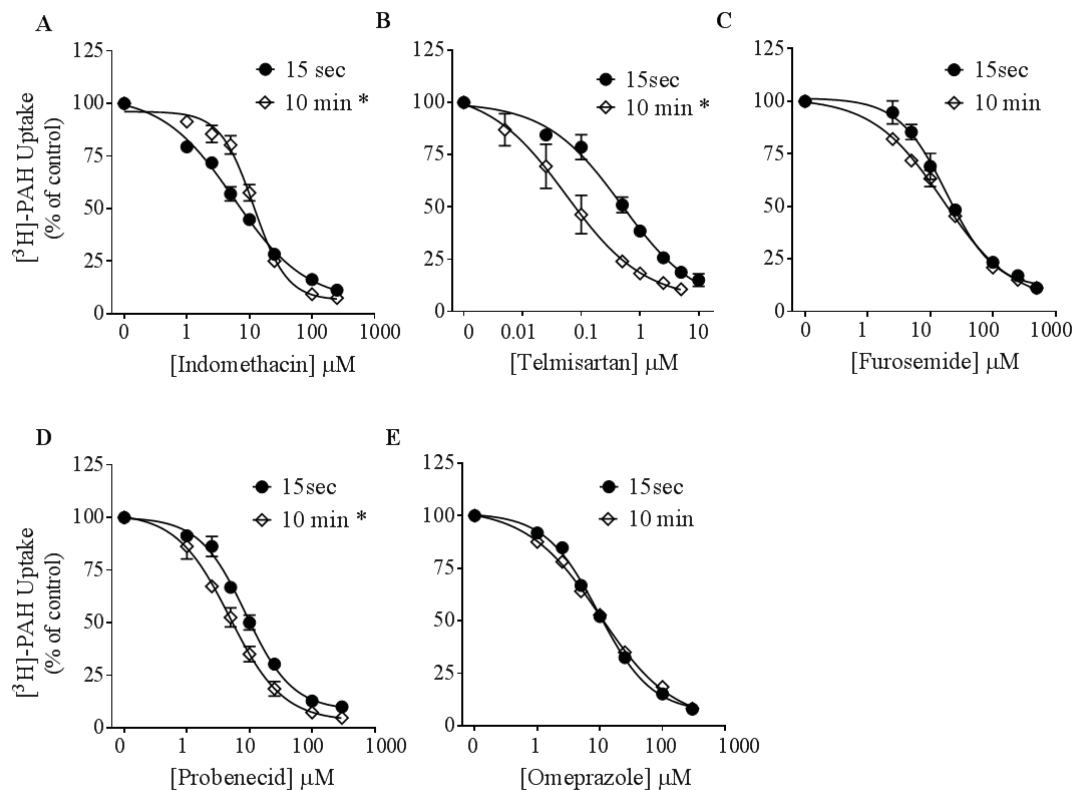 A
15 sec
10 min *
125
100
75
50
25
0
[³H]-PAH Uptake
(% of control)
0 1 10 100 1000
[Indomethacin] μM
B
15sec
10 min *
125
100
75
50
25
0
0 0.01 0.1 1 10
[Telmisartan] μM
C
15 sec
10 min
125
100
75
50
25
0
0 10 100 1000
[Furosemide] μM
D
15sec
10 min *
125
100
75
50
25
0
[³H]-PAH Uptake
(% of control)
0 1 10 100 1000
[Probenecid] μM
E
15sec
10 min
125
100
75
50
25
0
0 1 10 100 1000
[Omeprazole] μM